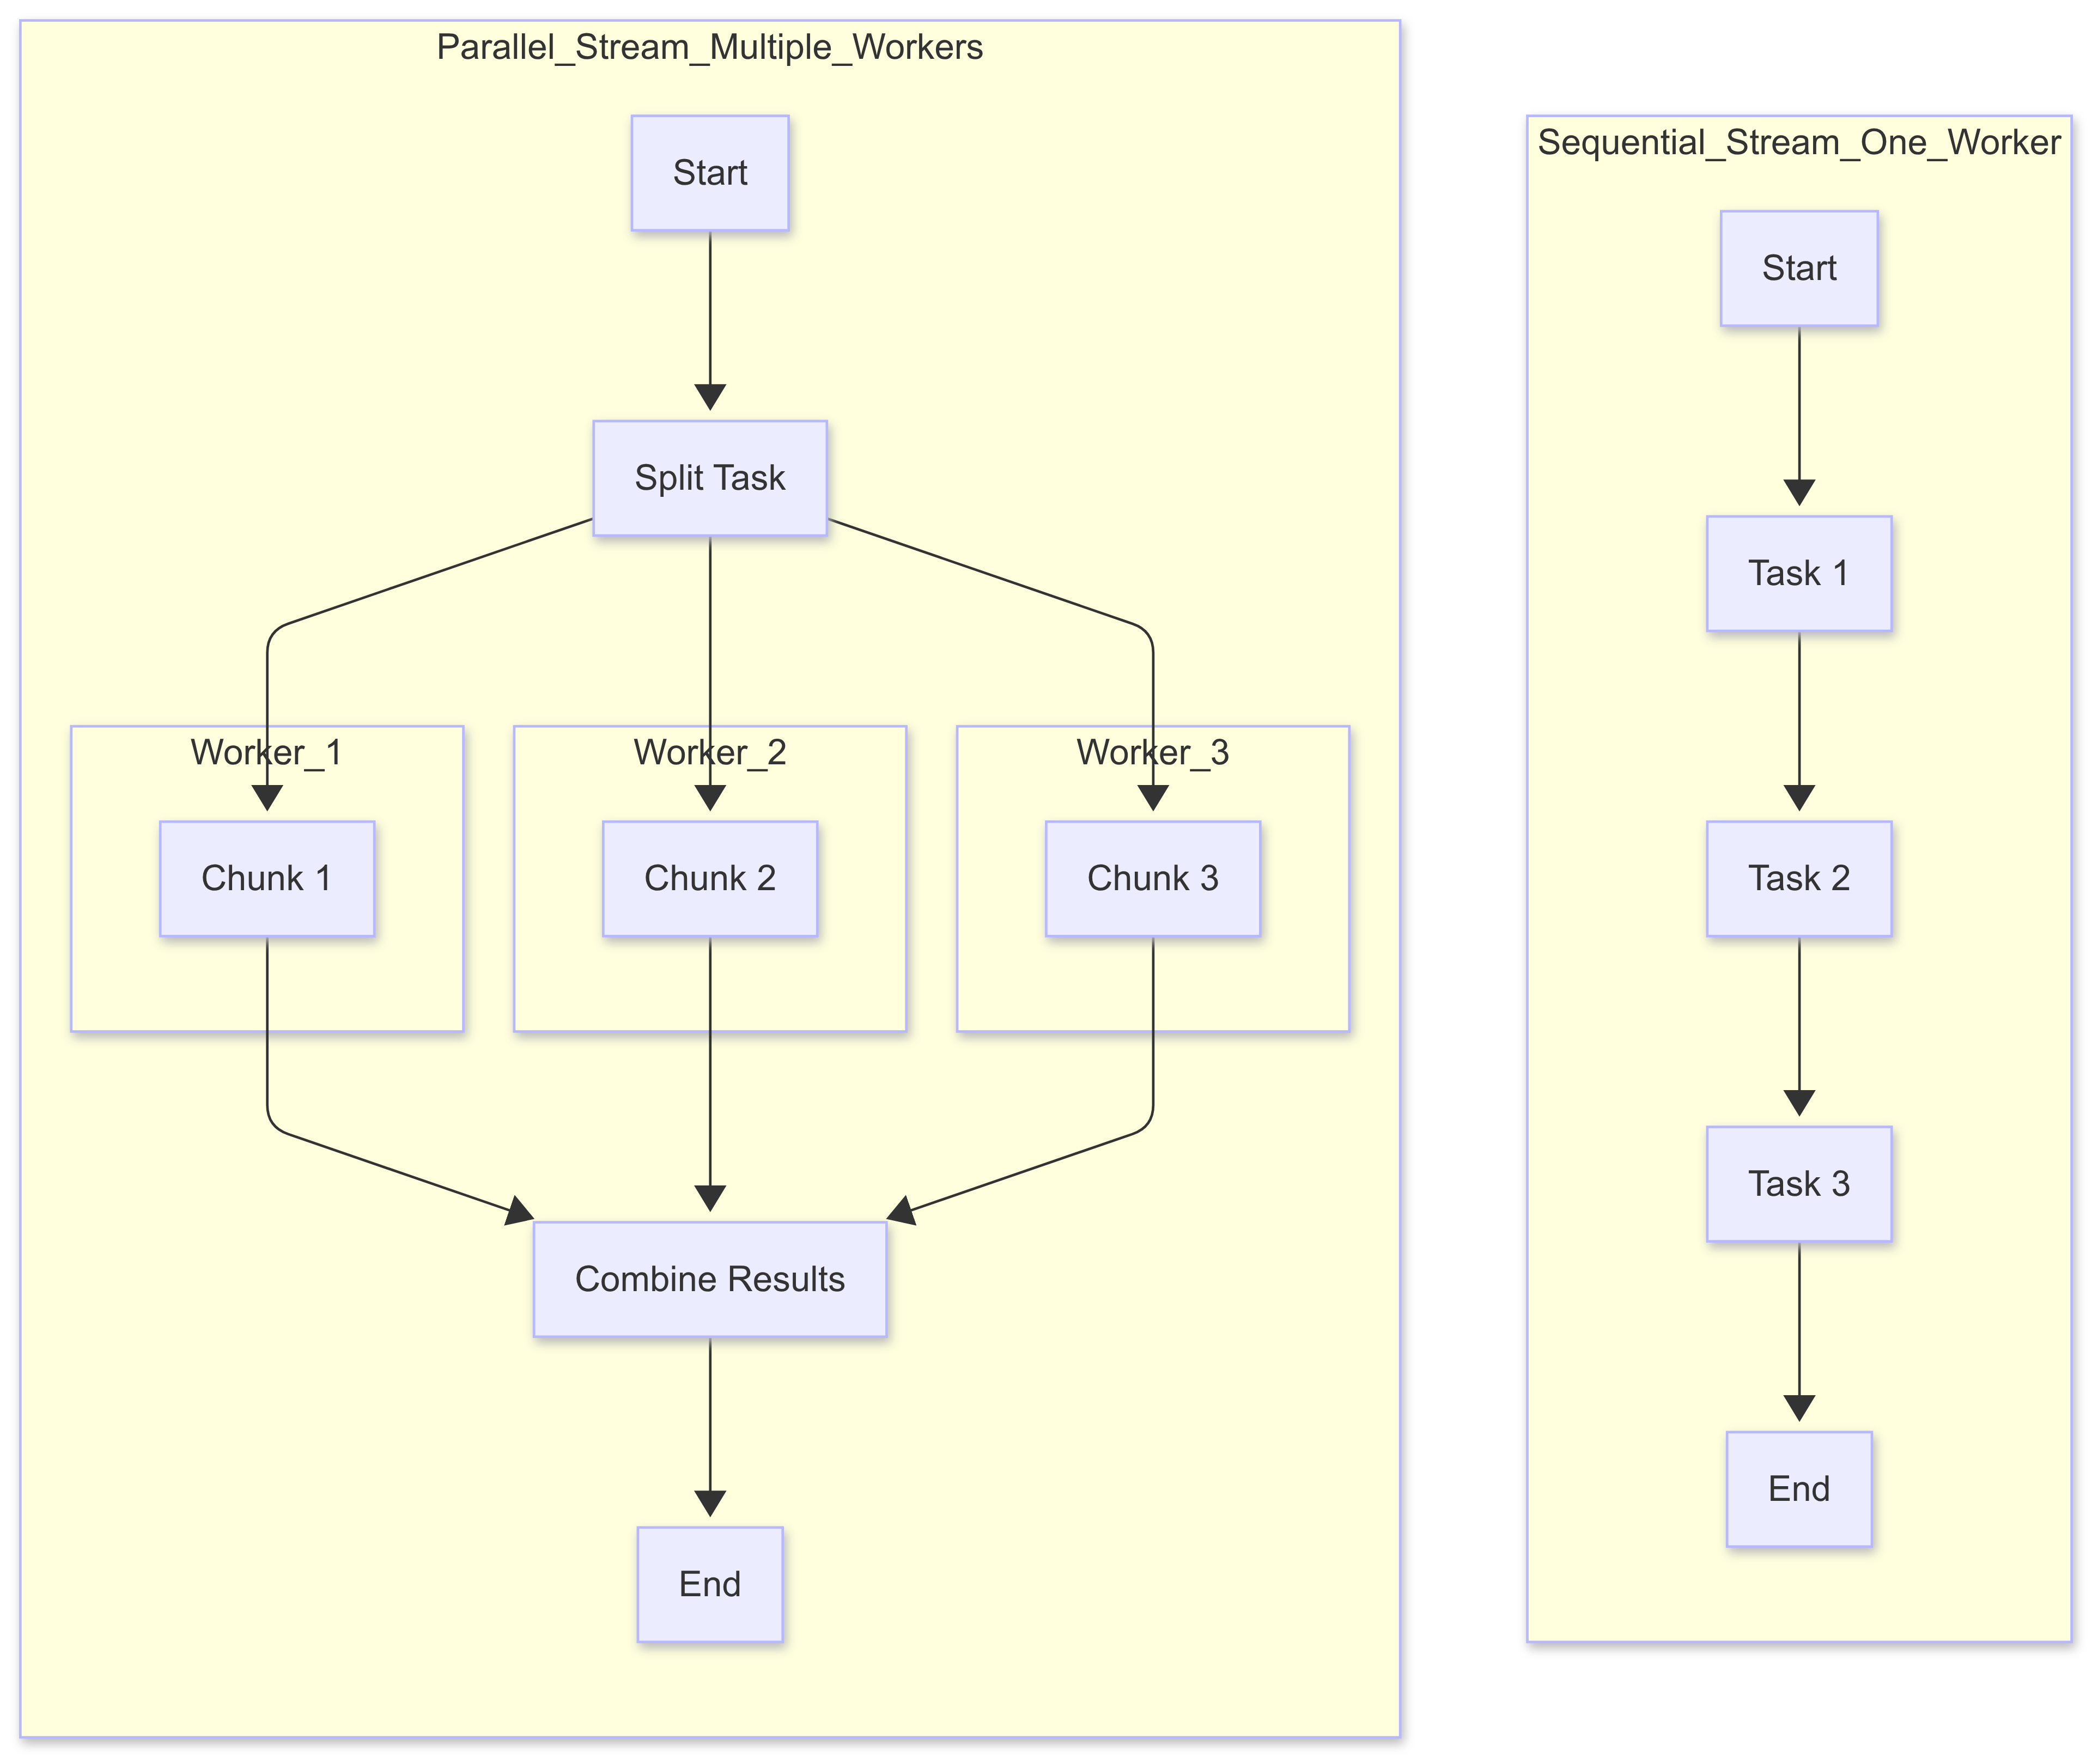 Parallel_Stream_Multiple_Workers
Start
Split Task
Worker_1
Worker_2
Worker_3
Chunk 1
Chunk 2
Chunk 3
Combine Results
End
Sequential_Stream_One_Worker
Start
Task 1
Task 2
Task 3
End